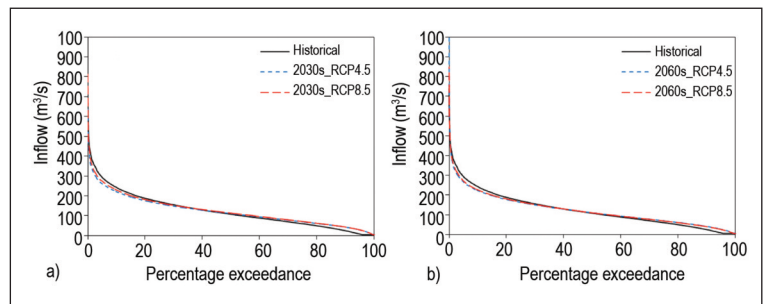 100
900
800
700
600
500
400
300
200
100
0
Inflow (m³/s)
Historical
2030s_RCP4.5
2030s_RCP8.5
0 20 40 60 80 100
Percentage exceedance
a)
100
900
800
700
600
500
400
300
200
100
0
Inflow (m³/s)
Historical
2060s_RCP4.5
2060s_RCP8.5
0 20 40 60 80 100
Percentage exceedance
b)